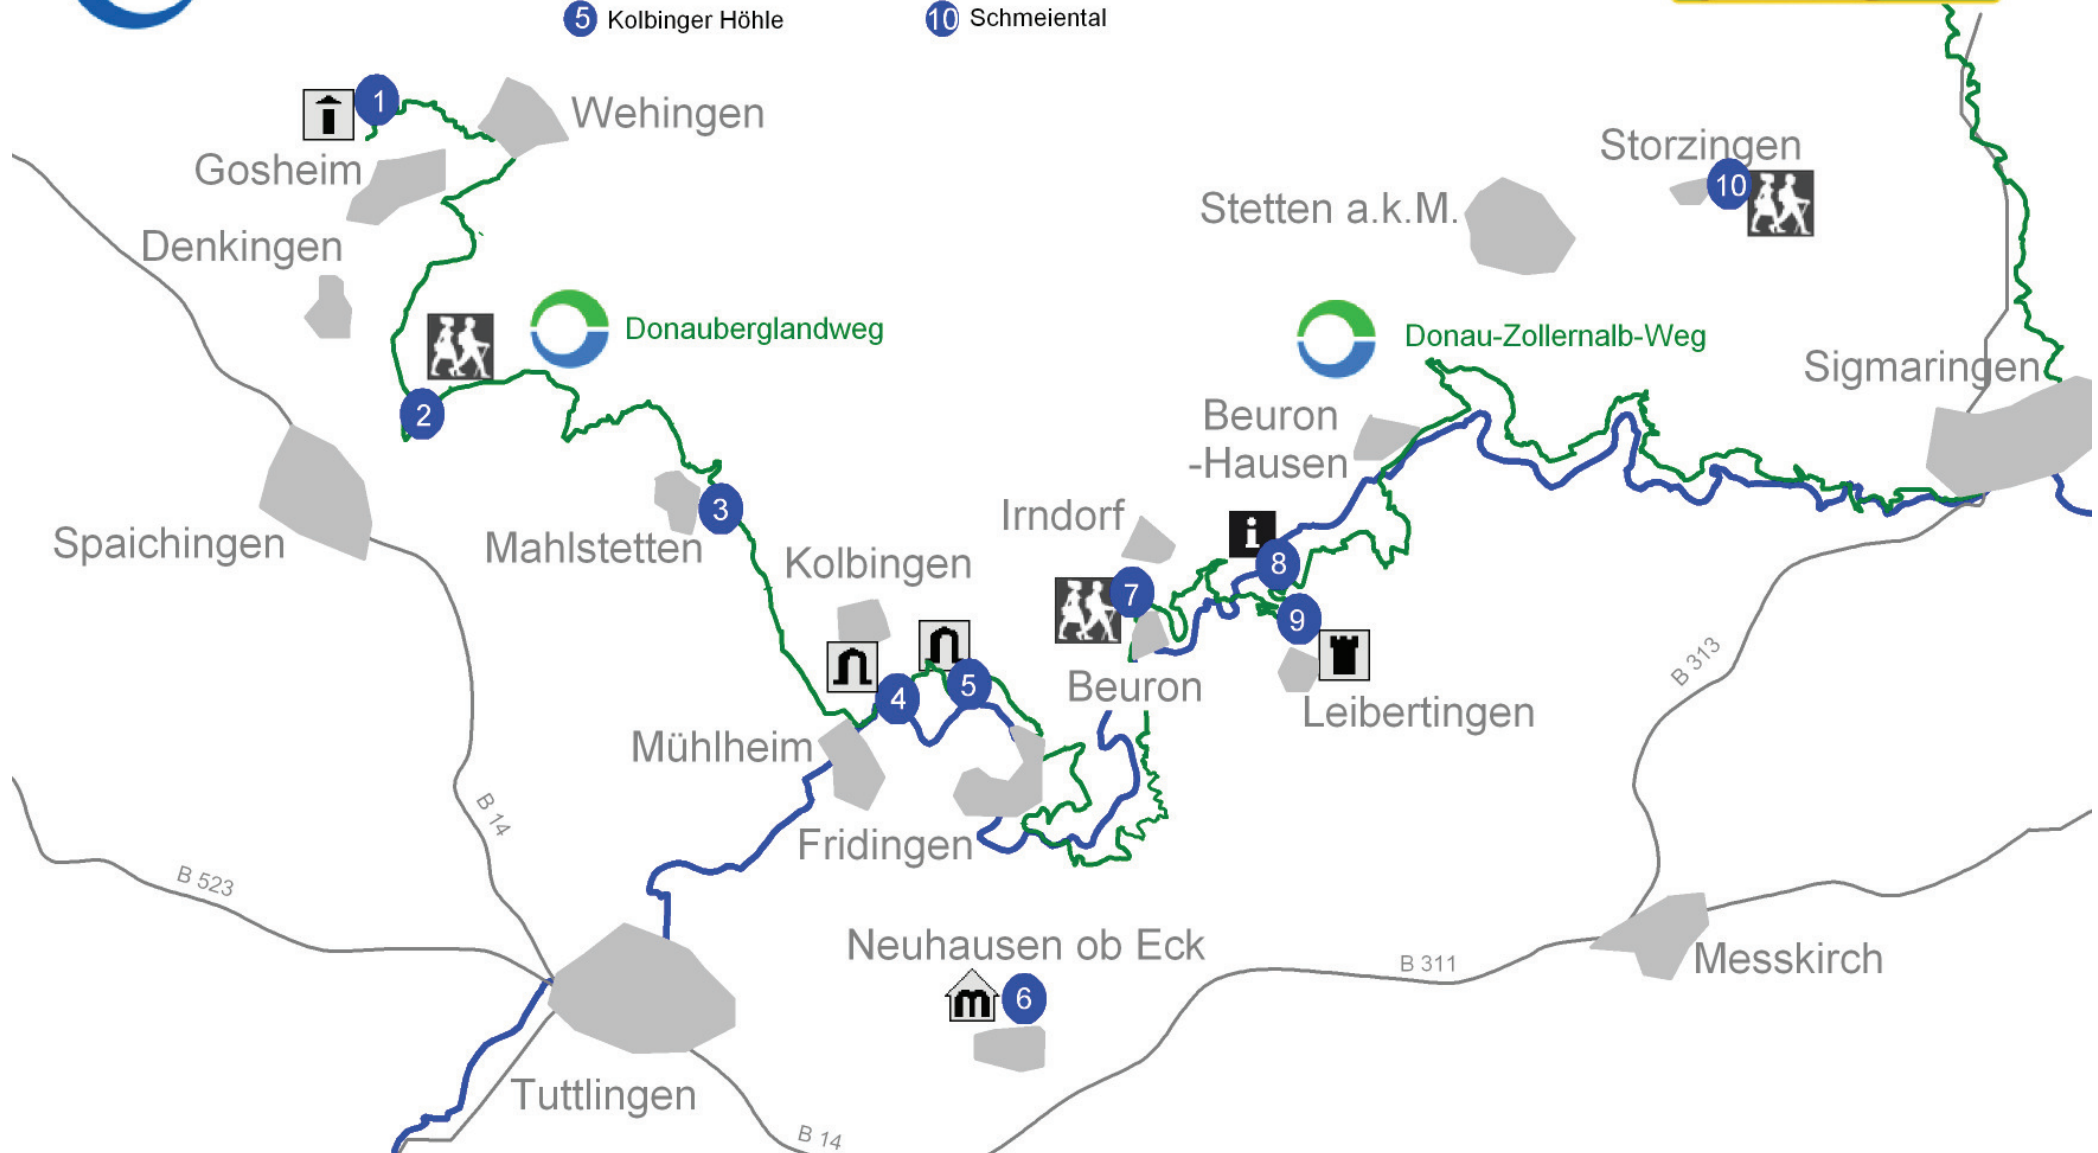 5 Kolbinger Höhle
10 Schmeiental
1
Wehingen
Gosheim
Storzingen
10
Stetten a.k.M.
Denkingen
Donauberglandweg
Donau-Zollernalb-Weg
Sigmaringen
2
Beuron
-Hausen
3
Irndorf
Spaichingen
Mahlstetten
Kolbingen
i
8
7
9
4
5
Beuron
Leibertingen
B 313
Mühlheim
B 14
Fridingen
B 523
Neuhausen ob Eck
Messkirch
B 311
m
6
Tuttlingen
B 14